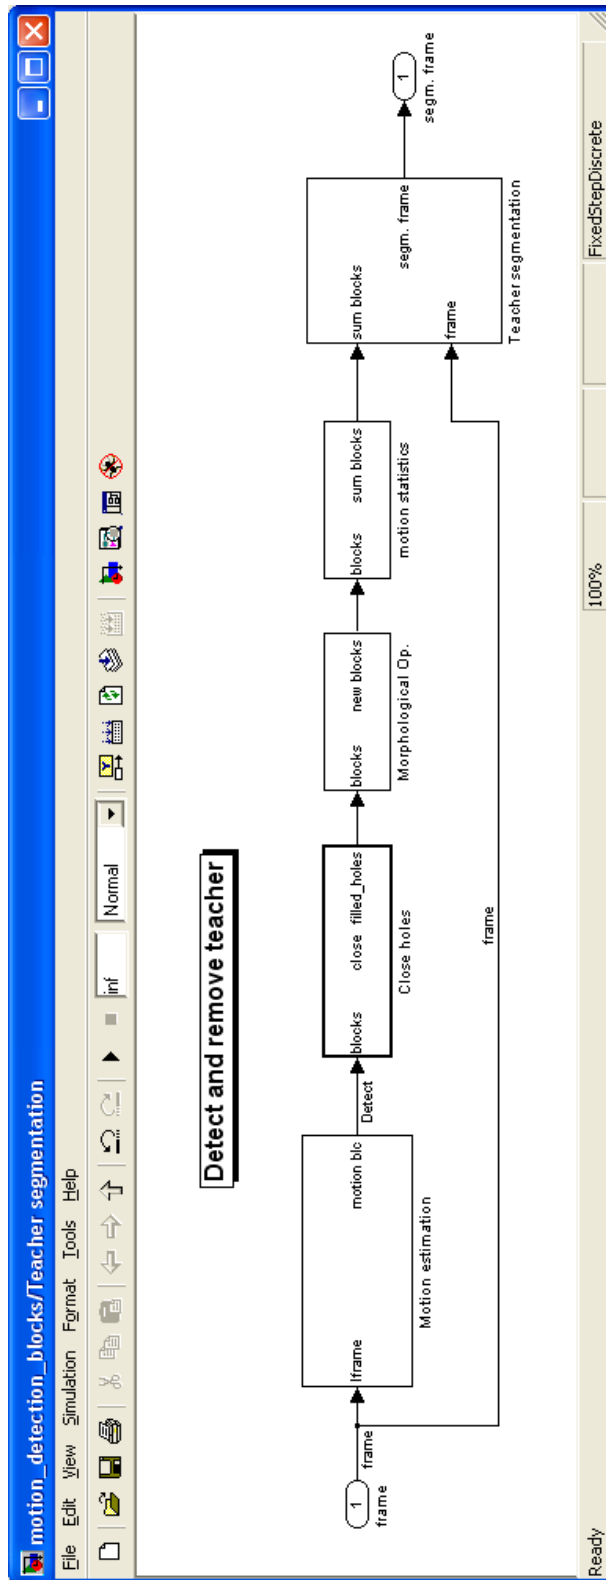 motion_detection_blocks/Teacher segmentation
File Edit View Simulation Format Tools Help
inf Normal
Detect and remove teacher
1
frame
frame
Iframe
motion blc
Motion estimation
Detect
blocks
close filled_holes
Close holes
blocks
new blocks
Morphological Op.
blocks
sum blocks
motion statistics
sum blocks
frame
segm. frame
Teacher segmentation
1
segm. frame
frame
Ready
100%
FixedStepDiscrete